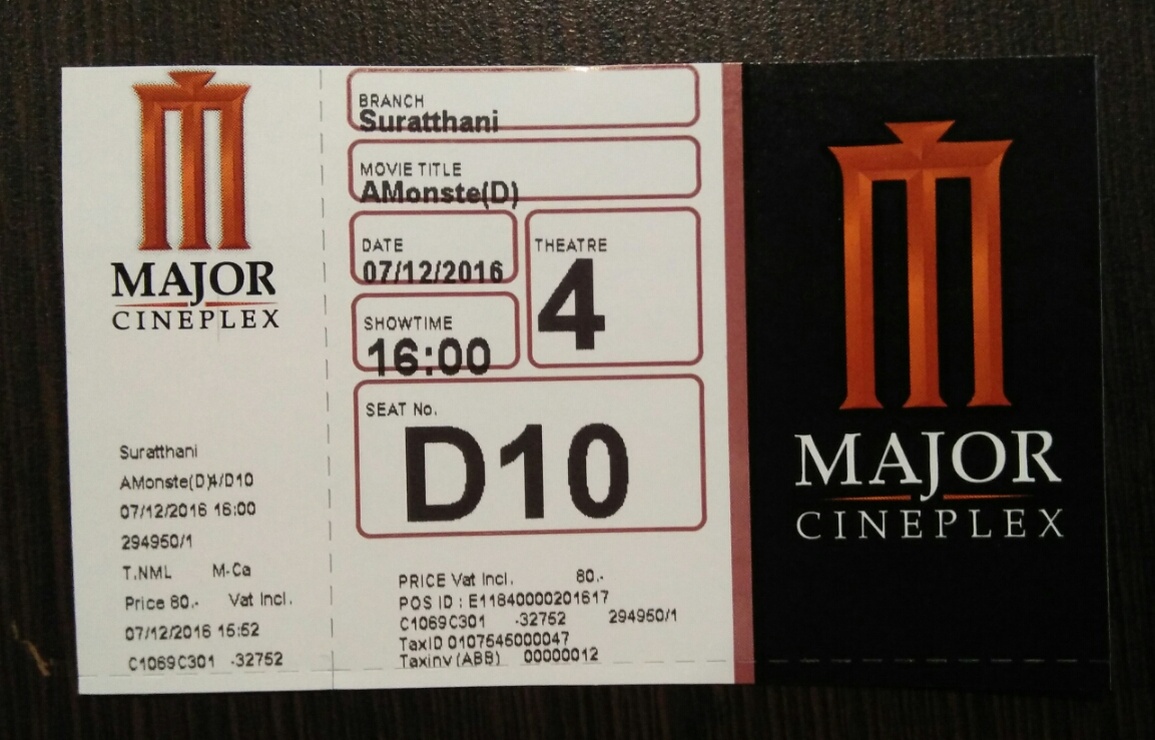 MAJOR
CINEPLEX
Suratthani
AMonste(D)4/D10
07/12/2016 16:00
294950/1
T.NML M-Ca
Price 80.- Vat Incl.
07/12/2016 15:52
C1069C301 -32752
BRANCH
Suratthani
MOVIE TITLE
AMonste(D)
DATE
07/12/2016
THEATRE
4
SHOWTIME
16:00
SEAT No.
D10
PRICE Vat Incl. 80.-
POS ID : E11840000201617
C1069C301 -32752 294950/1
TaxID 0107545000047
TaxInv (ABB) 00000012
MAJOR
CINEPLEX